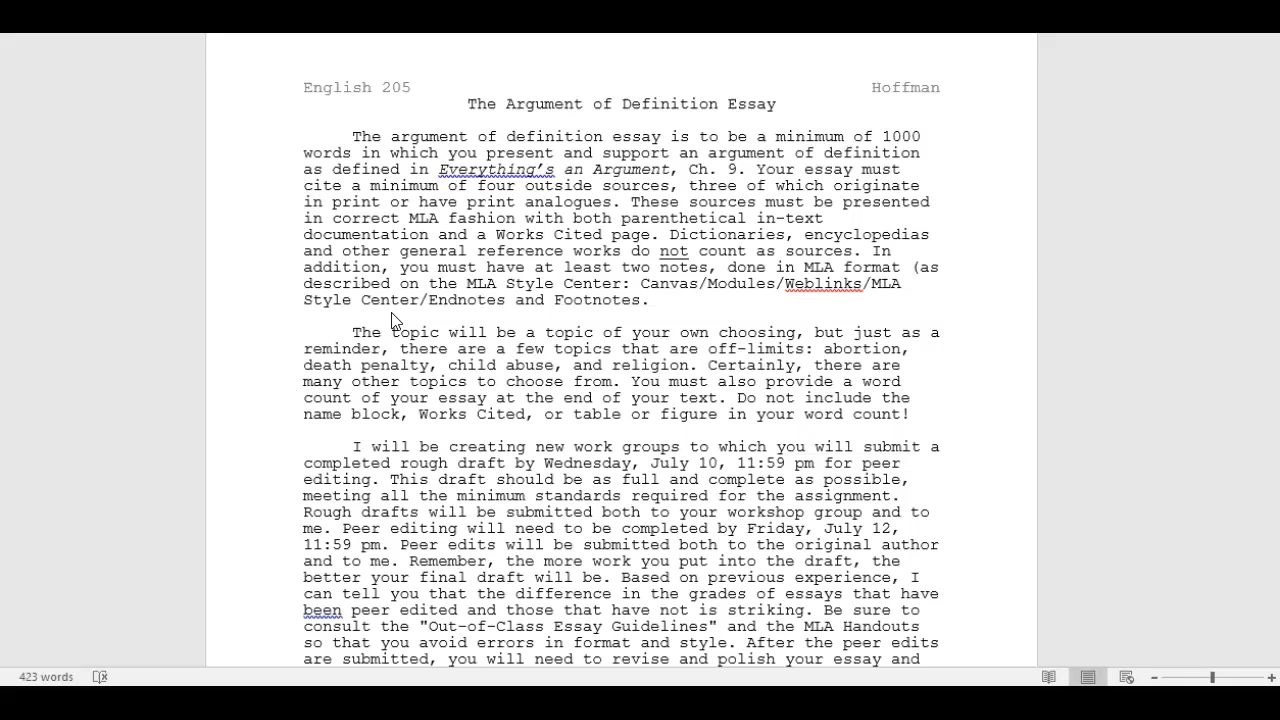 English 205 Hoffman
The Argument of Definition Essay
The argument of definition essay is to be a minimum of 1000
words in which you present and support an argument of definition
as defined in Everything’s an Argument, Ch. 9. Your essay must
cite a minimum of four outside sources, three of which originate
in print or have print analogues. These sources must be presented
in correct MLA fashion with both parenthetical in-text
documentation and a Works Cited page. Dictionaries, encyclopedias
and other general reference works do not count as sources. In
addition, you must have at least two notes, done in MLA format (as
described on the MLA Style Center: Canvas/Modules/Weblinks/MLA
Style Center/Endnotes and Footnotes.
The topic will be a topic of your own choosing, but just as a
reminder, there are a few topics that are off-limits: abortion,
death penalty, child abuse, and religion. Certainly, there are
many other topics to choose from. You must also provide a word
count of your essay at the end of your text. Do not include the
name block, Works Cited, or table or figure in your word count!
I will be creating new work groups to which you will submit a
completed rough draft by Wednesday, July 10, 11:59 pm for peer
editing. This draft should be as full and complete as possible,
meeting all the minimum standards required for the assignment.
Rough drafts will be submitted both to your workshop group and to
me. Peer editing will need to be completed by Friday, July 12,
11:59 pm. Peer edits will be submitted both to the original author
and to me. Remember, the more work you put into the draft, the
better your final draft will be. Based on previous experience, I
can tell you that the difference in the grades of essays that have
been peer edited and those that have not is striking. Be sure to
consult the "Out-of-Class Essay Guidelines" and the MLA Handouts
so that you avoid errors in format and style. After the peer edits
are submitted, you will need to revise and polish your essay and
423 words